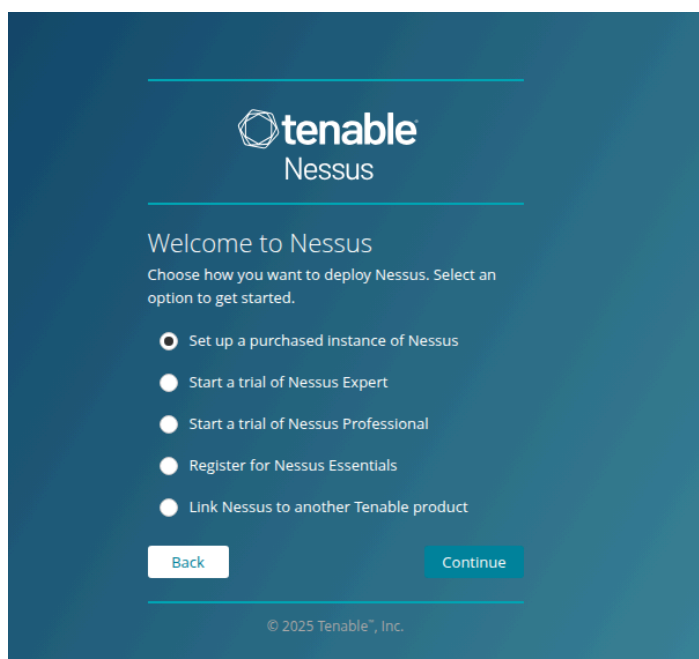 tenable
Nessus
Welcome to Nessus
Choose how you want to deploy Nessus. Select an
option to get started.
Set up a purchased instance of Nessus
Start a trial of Nessus Expert
Start a trial of Nessus Professional
Register for Nessus Essentials
Link Nessus to another Tenable product
Back
Continue
© 2025 Tenable™, Inc.